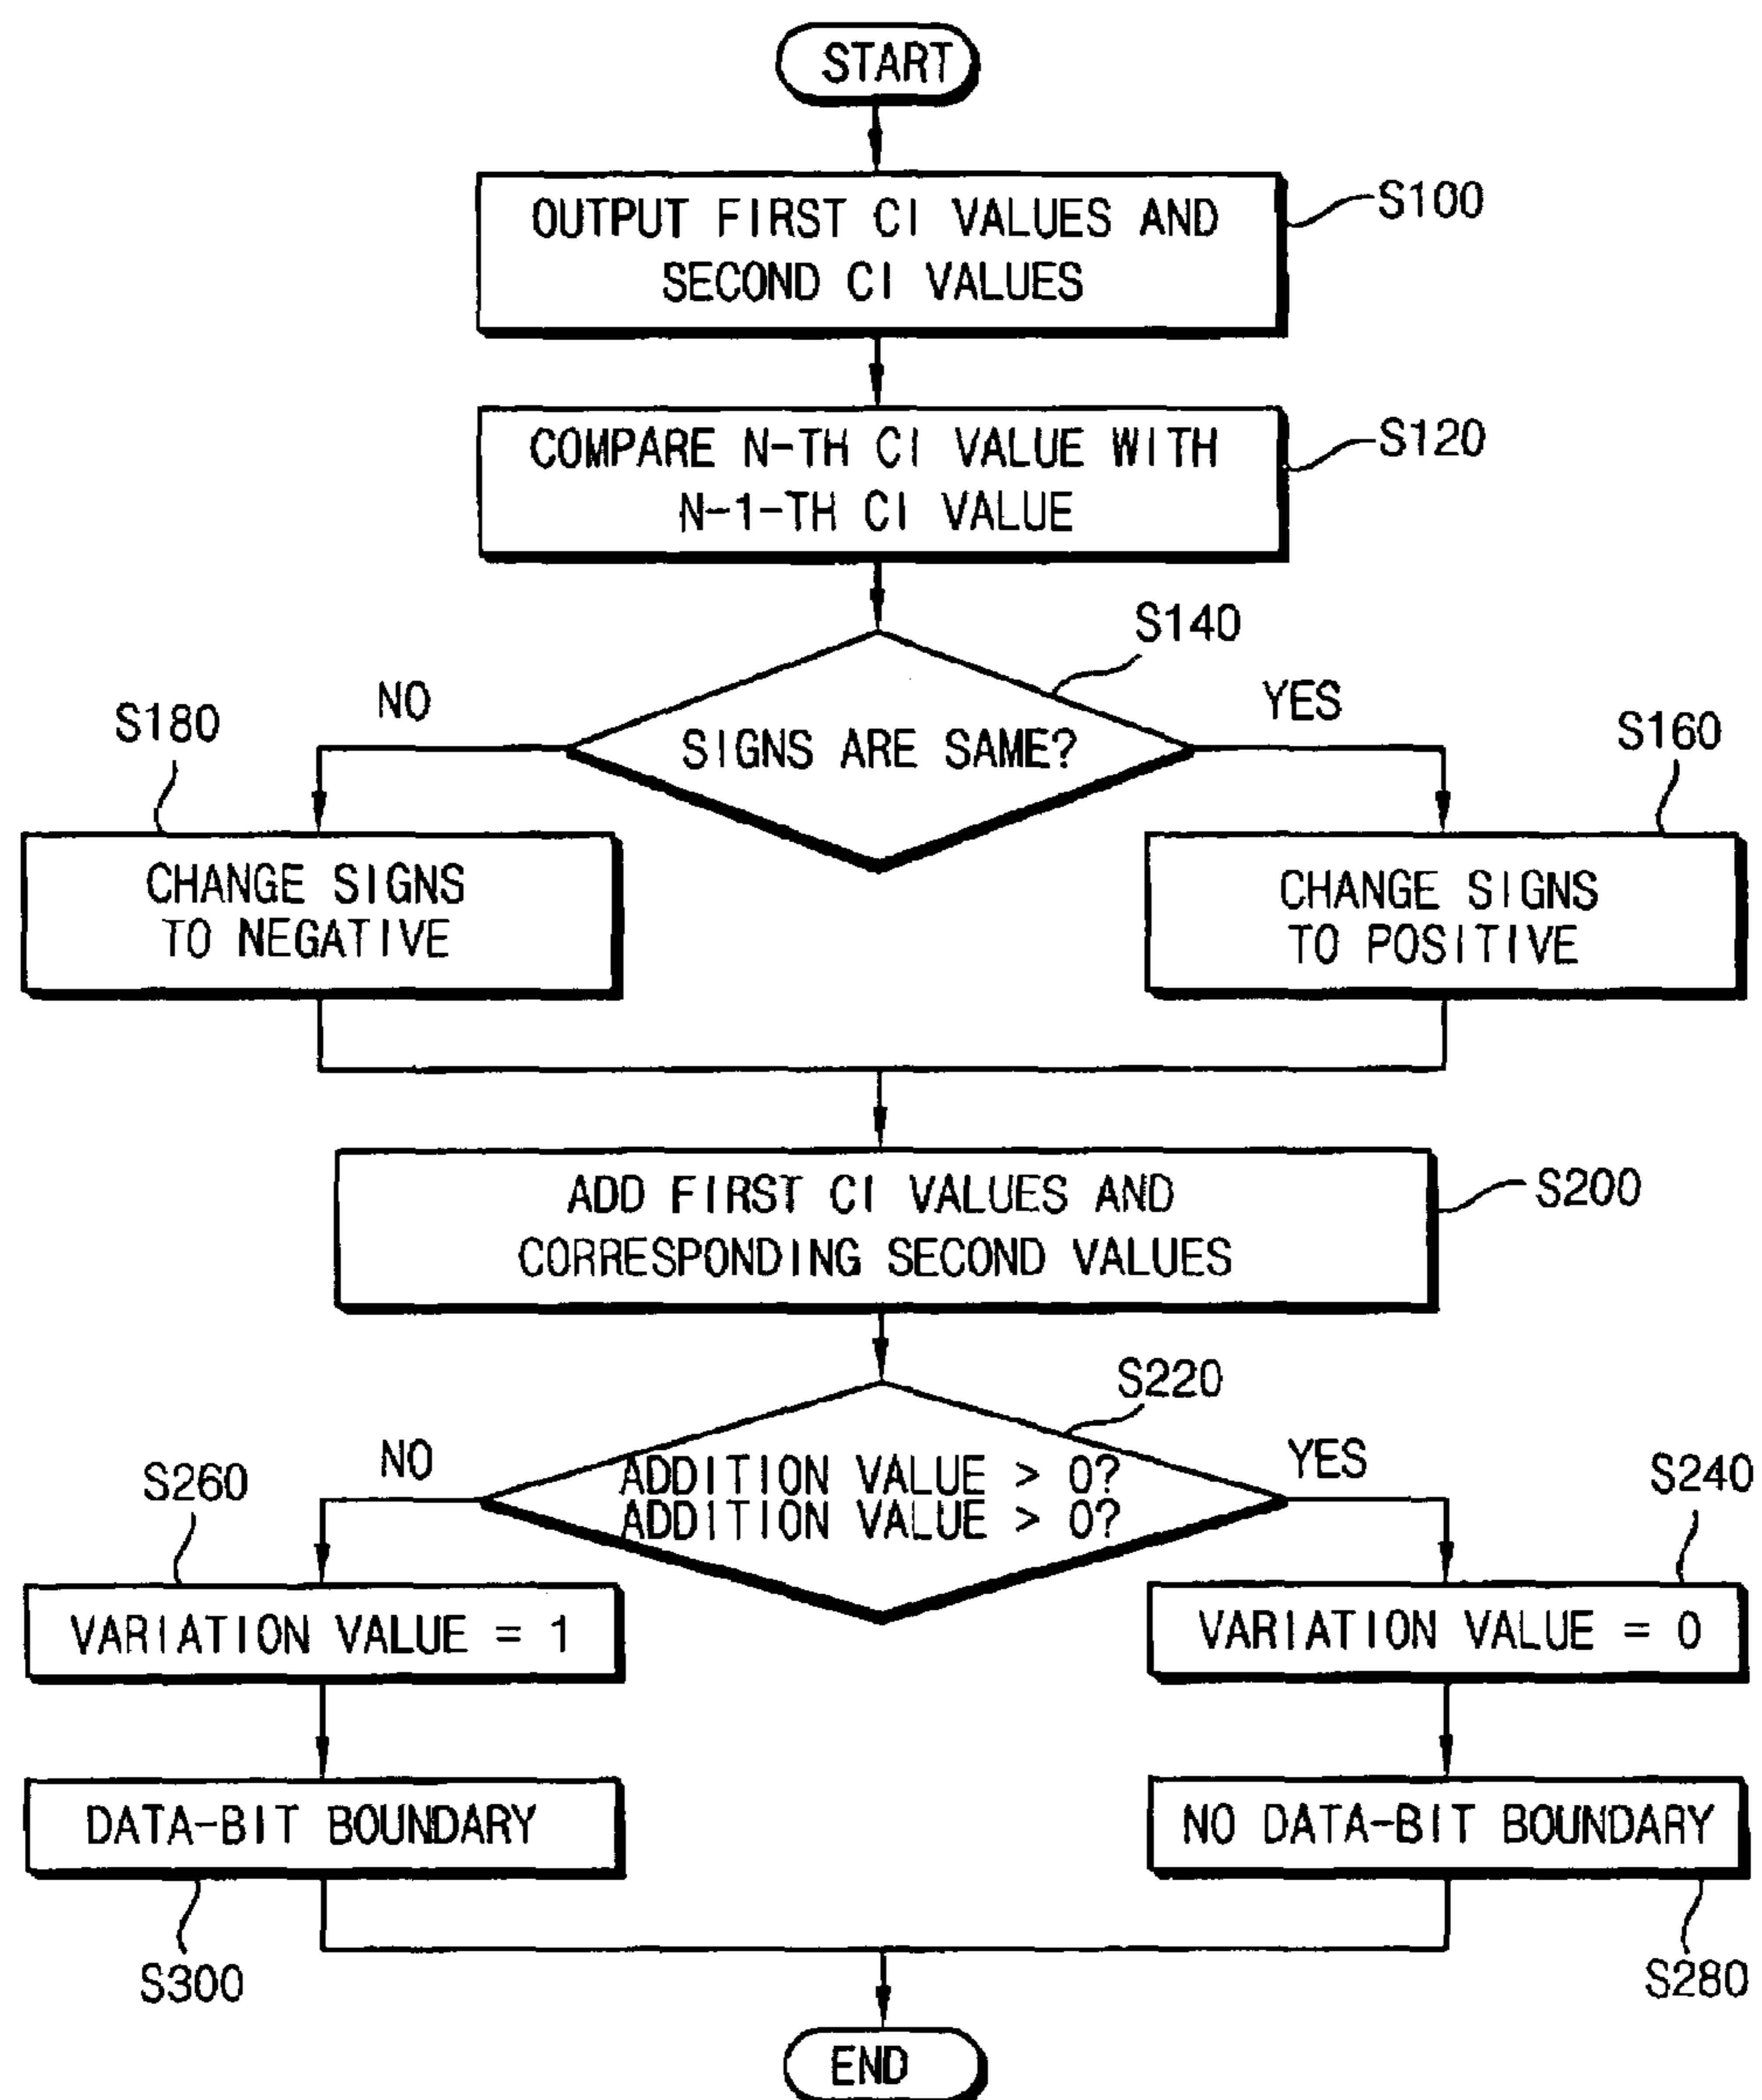 START
OUTPUT FIRST CI VALUES AND
SECOND CI VALUES
S100
COMPARE N-TH CI VALUE WITH
N-1-TH CI VALUE
S120
S140
NO
YES
SIGNS ARE SAME?
S180
S160
CHANGE SIGNS
TO NEGATIVE
CHANGE SIGNS
TO POSITIVE
ADD FIRST CI VALUES AND
CORRESPONDING SECOND VALUES
S200
S220
NO
YES
ADDITION VALUE > 0?
ADDITION VALUE > 0?
S260
S240
VARIATION VALUE = 1
VARIATION VALUE = 0
DATA-BIT BOUNDARY
NO DATA-BIT BOUNDARY
S300
S280
END